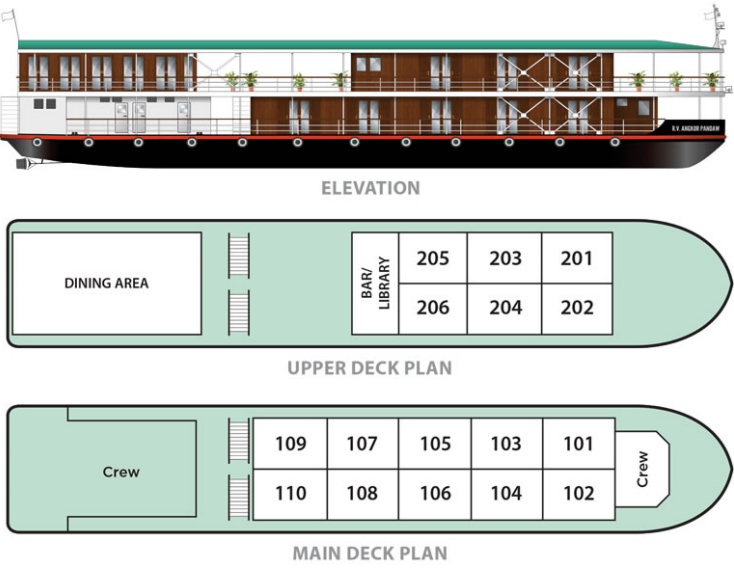 R.V. ANGKOR PANDAW
ELEVATION
DINING AREA
BAR/
LIBRARY
205 203 201
206 204 202
UPPER DECK PLAN
Crew
109 107 105 103 101
110 108 106 104 102
Crew
MAIN DECK PLAN